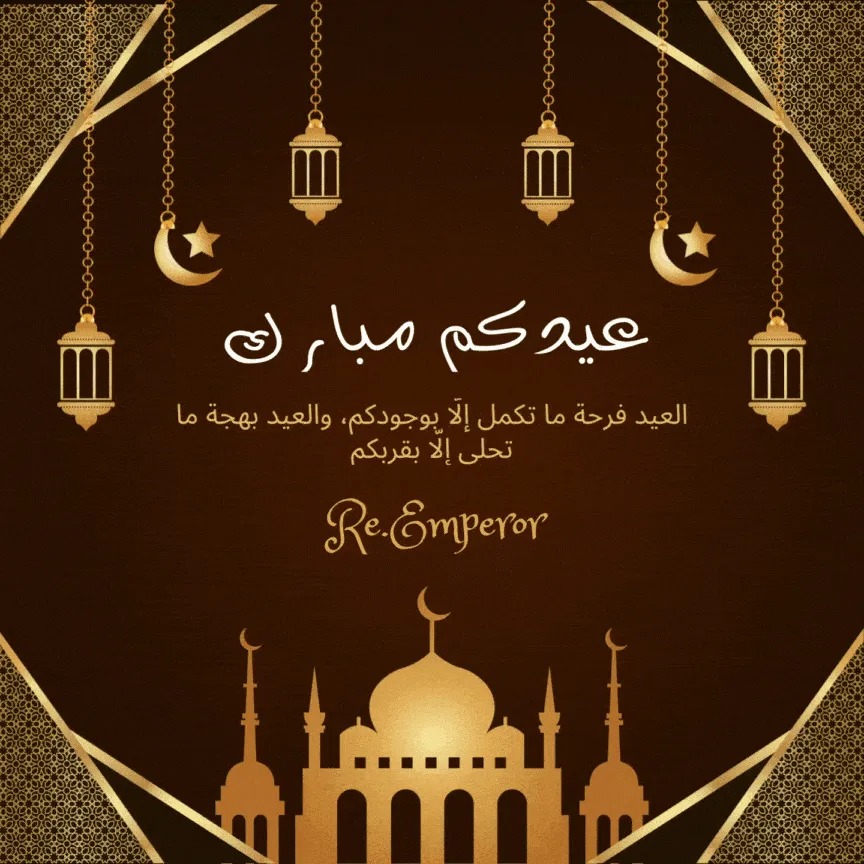 عيدكم مبارك
العيد فرحة ما تكمل إلّا بوجودكم، والعيد بهجة ما
تحلى إلّا بقربكم
Re.Emperor